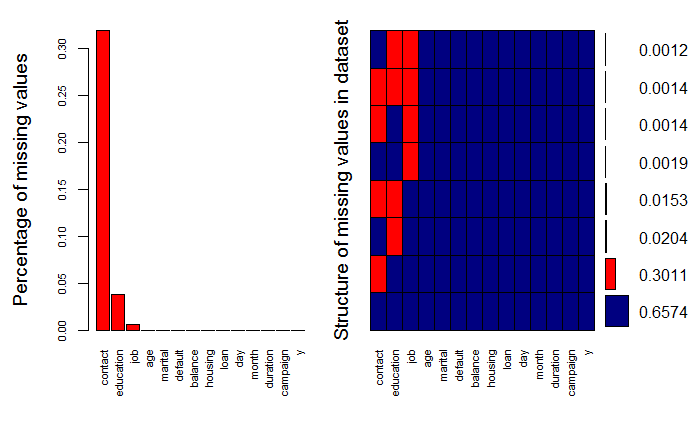 Percentage of missing values
0.00
0.05
0.10
0.15
0.20
0.25
0.30
contact
education
job
age
marital
default
balance
housing
loan
day
month
duration
campaign
y
Structure of missing values in dataset
contact
education
job
age
marital
default
balance
housing
loan
day
month
duration
campaign
y
0.0012
0.0014
0.0014
0.0019
0.0153
0.0204
0.3011
0.6574